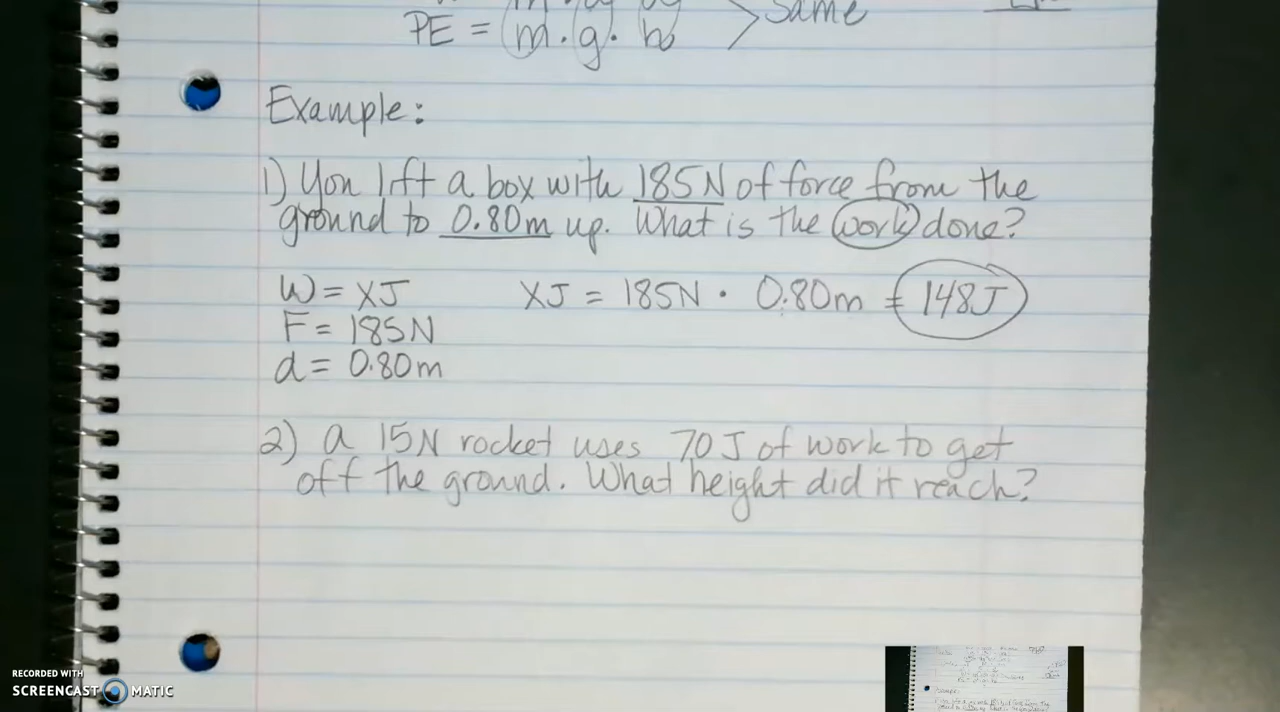 PE = (m).(g). h > Same
Example:
1) You lift a box with 185N of force from the
ground to 0.80m up. What is the work done?
W = XJ XJ = 185N · 0.80m = 148J
F = 185N
d = 0.80m
2) A 15N rocket uses 70J of work to get
off the ground. What height did it reach?
RECORDED WITH
SCREENCAST MATIC